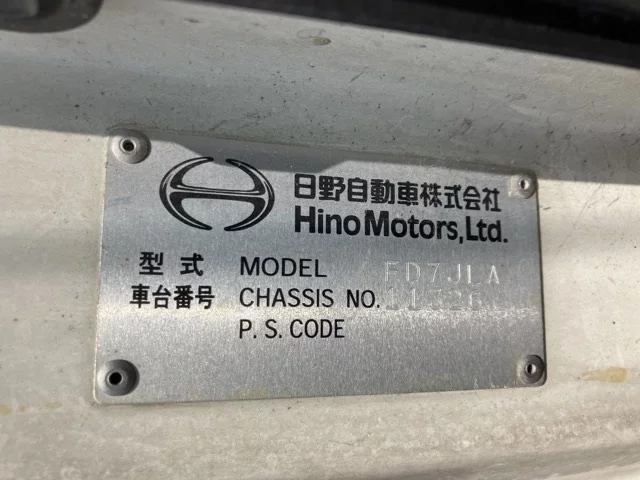 日野自動車株式会社
Hino Motors, Ltd.
型式 MODEL FD7JLA
車台番号 CHASSIS NO.
P. S. CODE